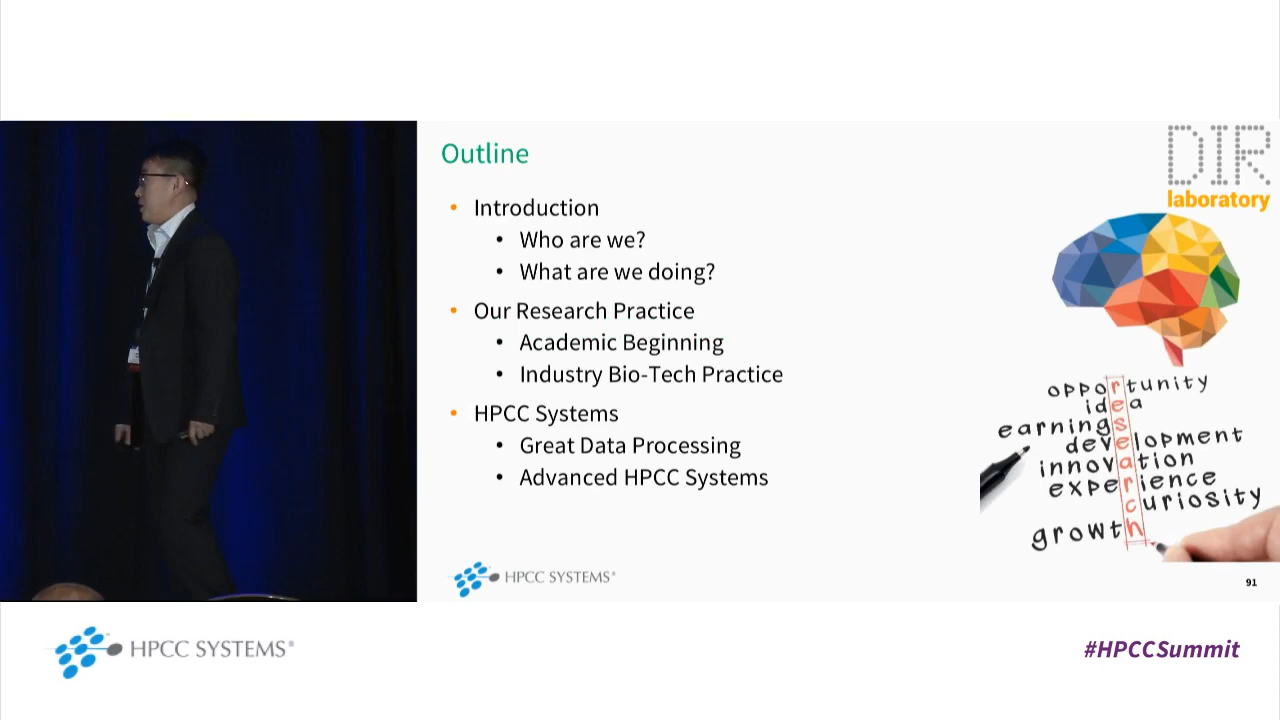 Outline
• Introduction
• Who are we?
• What are we doing?
• Our Research Practice
• Academic Beginning
• Industry Bio-Tech Practice
• HPCC Systems
• Great Data Processing
• Advanced HPCC Systems
DIR
laboratory
opportunity
idea
earnings
development
innovation
experience
curiosity
growth
HPCC SYSTEMS®
91
HPCC SYSTEMS®
#HPCCSummit